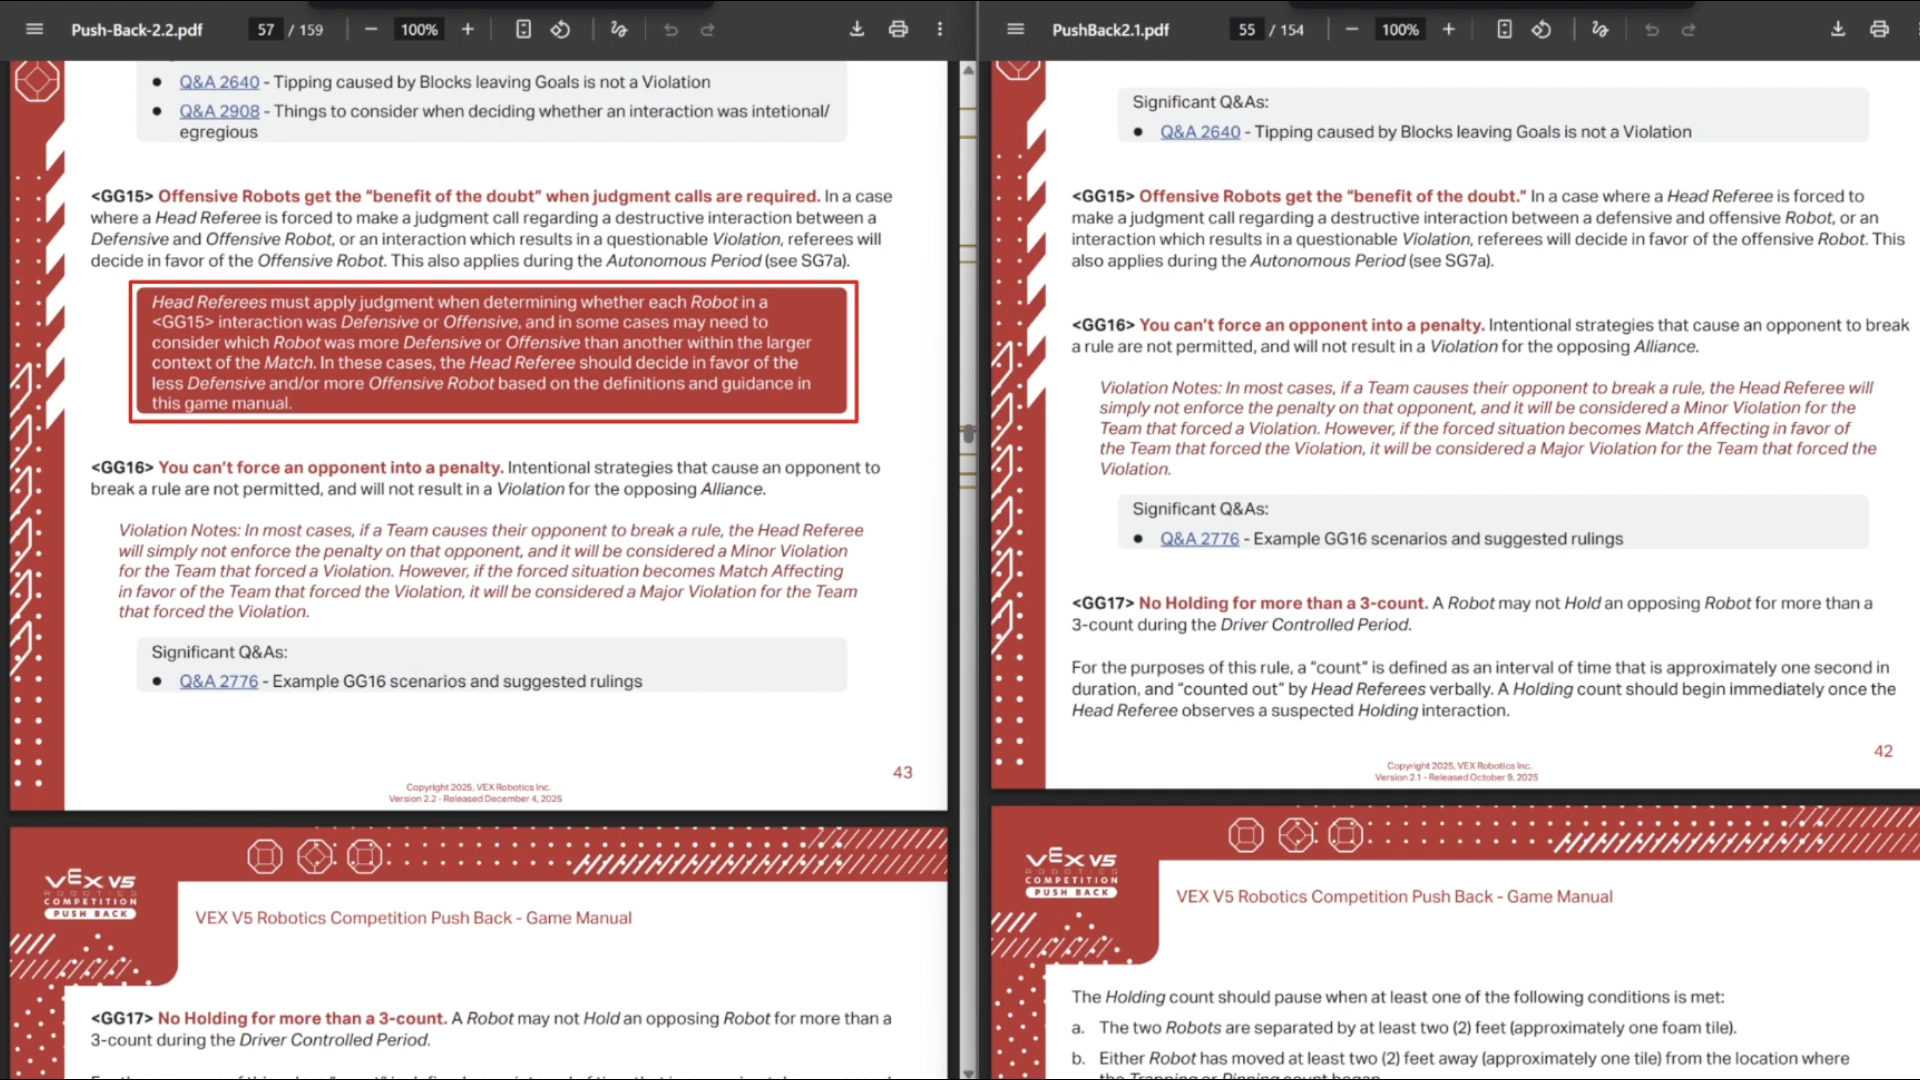 Push-Back-2.2.pdf
57 / 159
100%
Q&A 2640 - Tipping caused by Blocks leaving Goals is not a Violation
Q&A 2908 - Things to consider when deciding whether an interaction was intetional/
egregious
<GG15> Offensive Robots get the “benefit of the doubt” when judgment calls are required. In a case
where a Head Referee is forced to make a judgment call regarding a destructive interaction between a
Defensive and Offensive Robot, or an interaction which results in a questionable Violation, referees will
decide in favor of the Offensive Robot. This also applies during the Autonomous Period (see SG7a).
Head Referees must apply judgment when determining whether each Robot in a
<GG15> interaction was Defensive or Offensive, and in some cases may need to
consider which Robot was more Defensive or Offensive than another within the larger
context of the Match. In these cases, the Head Referee should decide in favor of the
less Defensive and/or more Offensive Robot based on the definitions and guidance in
this game manual.
<GG16> You can’t force an opponent into a penalty. Intentional strategies that cause an opponent to
break a rule are not permitted, and will not result in a Violation for the opposing Alliance.
Violation Notes: In most cases, if a Team causes their opponent to break a rule, the Head Referee
will simply not enforce the penalty on that opponent, and it will be considered a Minor Violation
for the Team that forced a Violation. However, if the forced situation becomes Match Affecting
in favor of the Team that forced the Violation, it will be considered a Major Violation for the Team
that forced the Violation.
Significant Q&As:
Q&A 2776 - Example GG16 scenarios and suggested rulings
43
Copyright 2025, VEX Robotics Inc.
Version 2.2 - Released December 4, 2025
VEX V5
ROBOTICS
COMPETITION
PUSH BACK
VEX V5 Robotics Competition Push Back - Game Manual
<GG17> No Holding for more than a 3-count. A Robot may not Hold an opposing Robot for more than a
3-count during the Driver Controlled Period.
PushBack2.1.pdf
55 / 154
100%
Significant Q&As:
Q&A 2640 - Tipping caused by Blocks leaving Goals is not a Violation
<GG15> Offensive Robots get the “benefit of the doubt.” In a case where a Head Referee is forced to
make a judgment call regarding a destructive interaction between a defensive and offensive Robot, or an
interaction which results in a questionable Violation, referees will decide in favor of the offensive Robot. This
also applies during the Autonomous Period (see SG7a).
<GG16> You can’t force an opponent into a penalty. Intentional strategies that cause an opponent to break
a rule are not permitted, and will not result in a Violation for the opposing Alliance.
Violation Notes: In most cases, if a Team causes their opponent to break a rule, the Head Referee will
simply not enforce the penalty on that opponent, and it will be considered a Minor Violation for the
Team that forced a Violation. However, if the forced situation becomes Match Affecting in favor of
the Team that forced the Violation, it will be considered a Major Violation for the Team that forced the
Violation.
Significant Q&As:
Q&A 2776 - Example GG16 scenarios and suggested rulings
<GG17> No Holding for more than a 3-count. A Robot may not Hold an opposing Robot for more than a
3-count during the Driver Controlled Period.
For the purposes of this rule, a “count” is defined as an interval of time that is approximately one second in
duration, and “counted out” by Head Referees verbally. A Holding count should begin immediately once the
Head Referee observes a suspected Holding interaction.
42
Copyright 2025, VEX Robotics Inc.
Version 2.1 - Released October 9, 2025
VEX V5
ROBOTICS
COMPETITION
PUSH BACK
VEX V5 Robotics Competition Push Back - Game Manual
The Holding count should pause when at least one of the following conditions is met:
a. The two Robots are separated by at least two (2) feet (approximately one foam tile).
b. Either Robot has moved at least two (2) feet away (approximately one tile) from the location where
the Trapping or Pinning count began